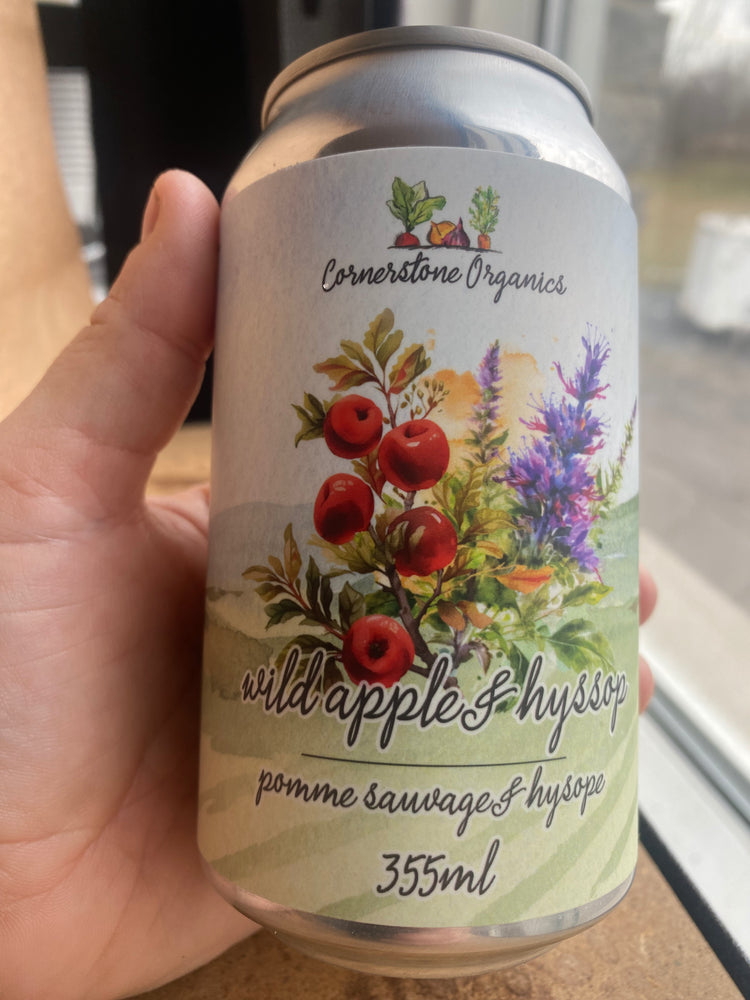 Cornerstone Organics
wild apple & hyssop
pomme sauvage & hysope
355ml